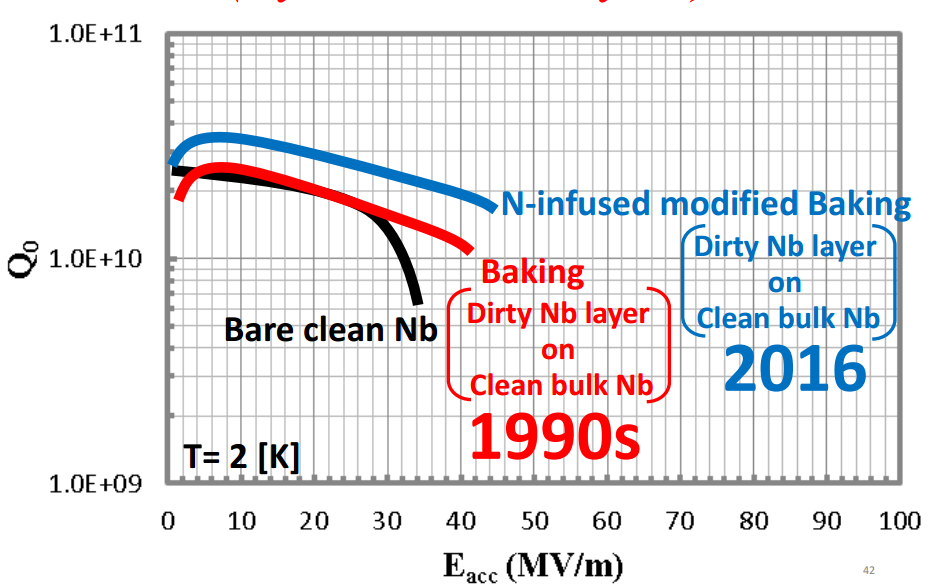 1.0E+11
1.0E+10
1.0E+09
Q0
N-infused modified Baking
Dirty Nb layer
on
Clean bulk Nb
2016
Baking
Dirty Nb layer
on
Clean bulk Nb
1990s
Bare clean Nb
T= 2 [K]
0 10 20 30 40 50 60 70 80 90 100
Eacc (MV/m)
42